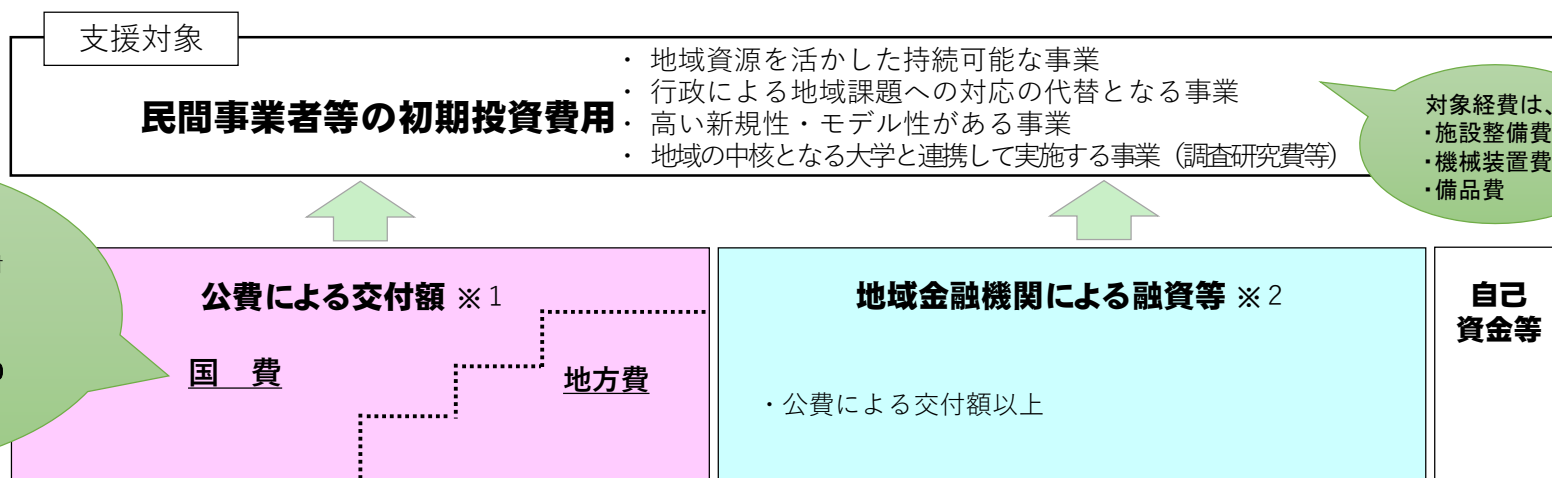 支援対象
民間事業者等の初期投資費用
・ 地域資源を活かした持続可能な事業
・ 行政による地域課題への対応の代替となる事業
・ 高い新規性・モデル性がある事業
・ 地域の中核となる大学と連携して実施する事業（調査研究費等）
対象経費は、
・施設整備費
・機械装置費
・備品費
公費による交付額 ※１
国　費
地方費
地域金融機関による融資等 ※２
・公費による交付額以上
自己
資金等